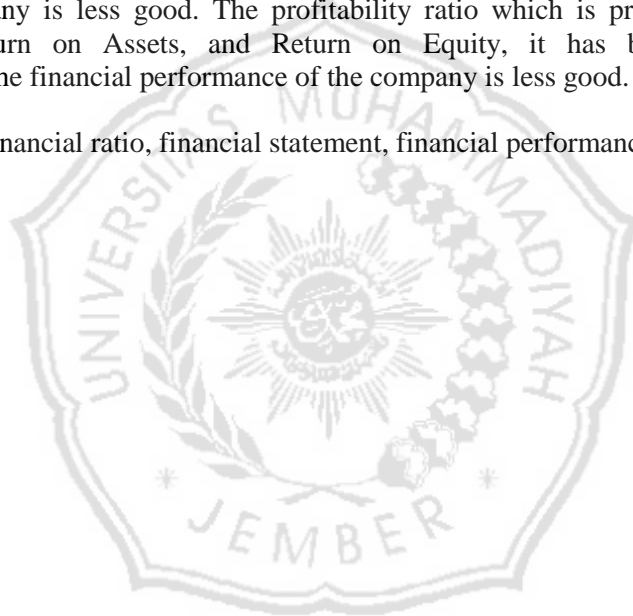 any is less good. The profitability ratio which is pr
urn on Assets, and Return on Equity, it has b
he financial performance of the company is less good.
nancial ratio, financial statement, financial performanc
UNIVERSITAS MUHAMMADIYAH
JEMBER